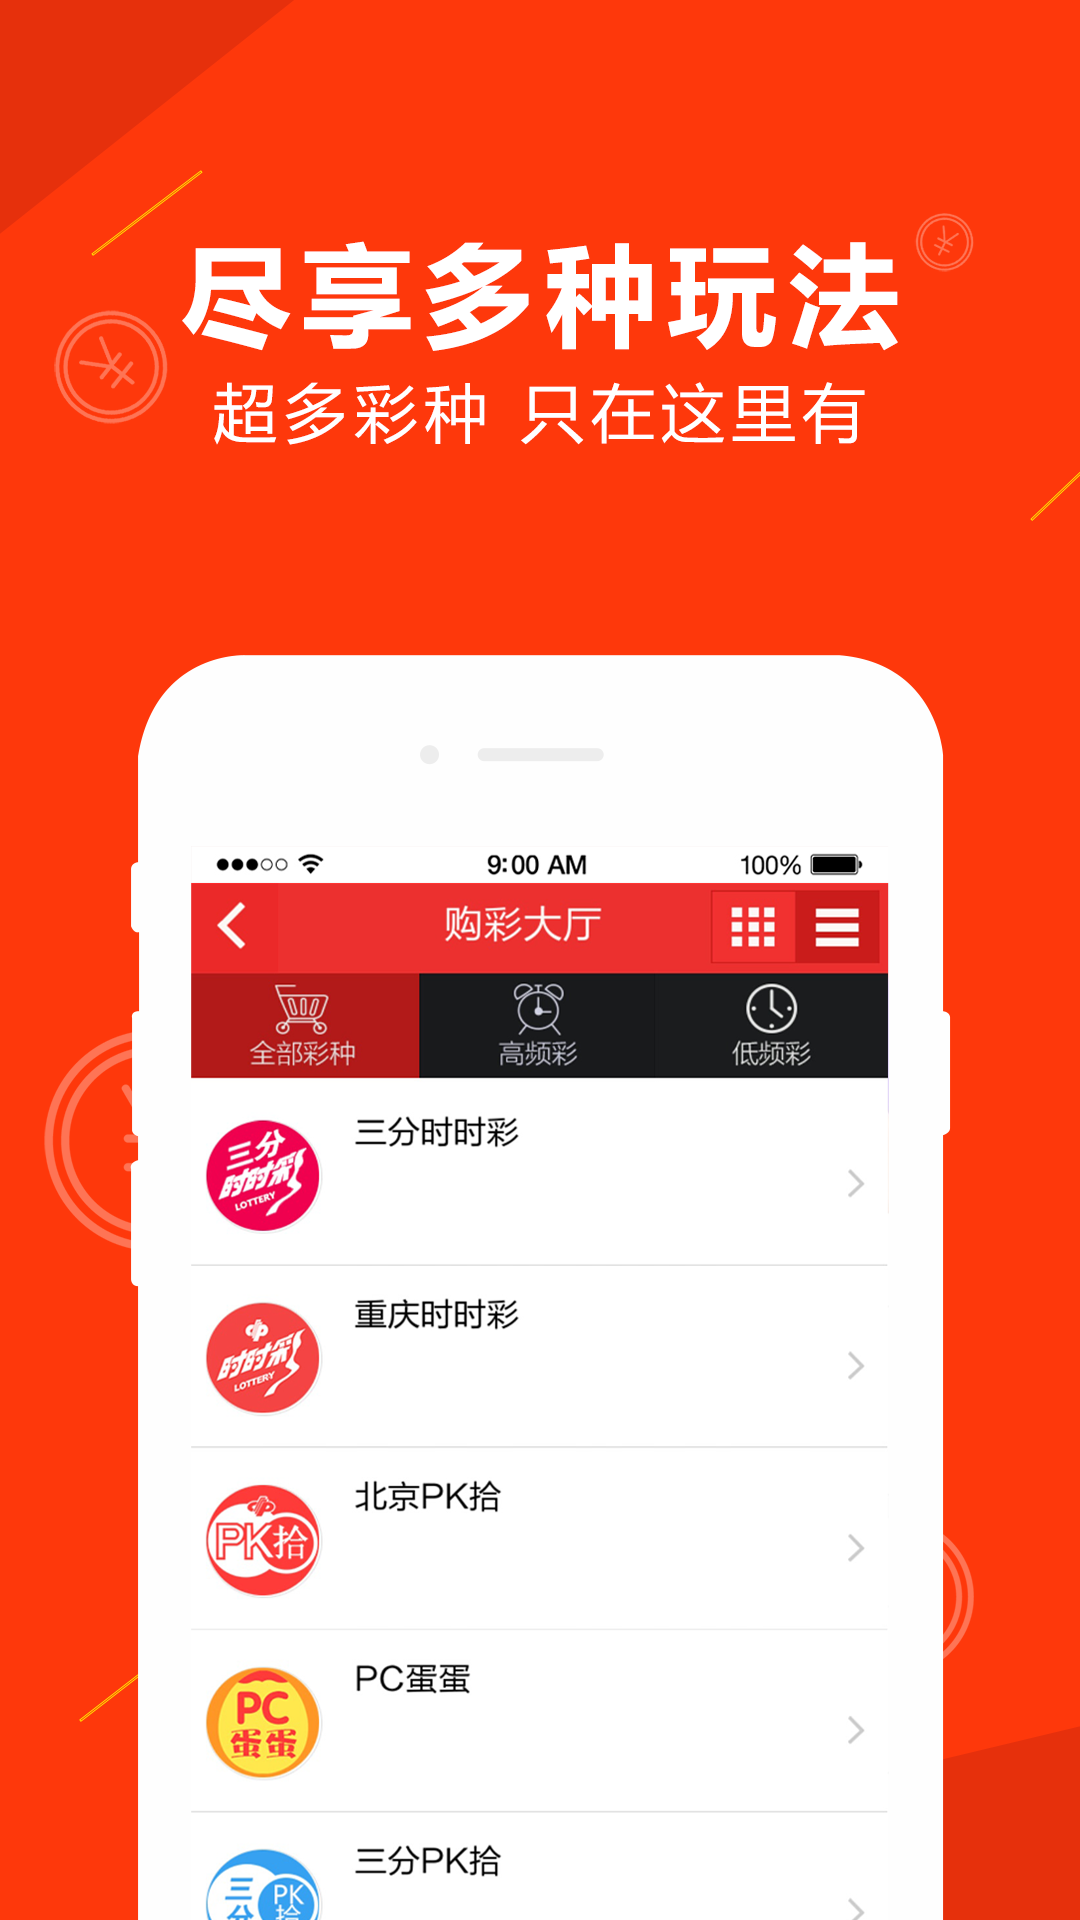 尽享多种玩法
超多彩种 只在这里有
9:00 AM
100%
购彩大厅
全部彩种
高频彩
低频彩
三分
时时彩
LOTTERY
三分时时彩
时时彩
LOTTERY
重庆时时彩
PK拾
北京PK拾
PC
蛋蛋
PC蛋蛋
三分
PK
拾
三分PK拾